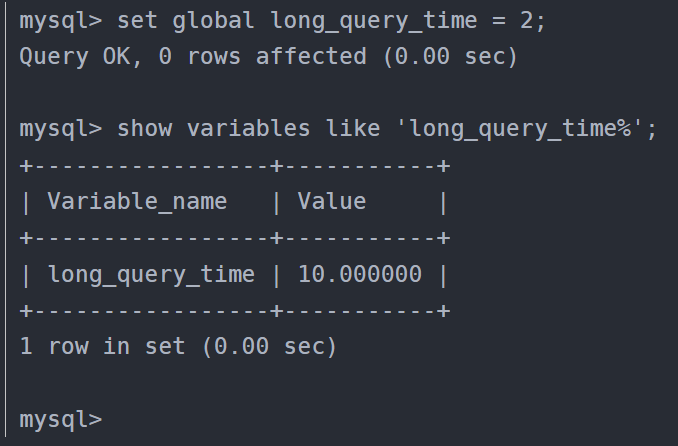 mysql> set global long_query_time = 2;
Query OK, 0 rows affected (0.00 sec)
mysql> show variables like 'long_query_time%';
+-----------------+-----------+
| Variable_name   | Value     |
+-----------------+-----------+
| long_query_time | 10.000000 |
+-----------------+-----------+
1 row in set (0.00 sec)
mysql>